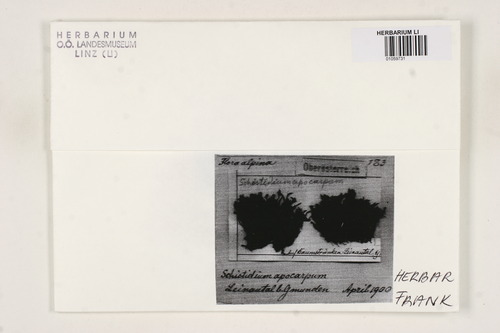 HERBARIUM
O.Ö. LANDESMUSEUM
LINZ (LI)
HERBARIUM LI
01059731
Flora alpina
Oberösterreich
183
Schistidium apocarpum
Schistidium apocarpum
Leinautal b. Gmunden April 1900
HERBAR
FRANK